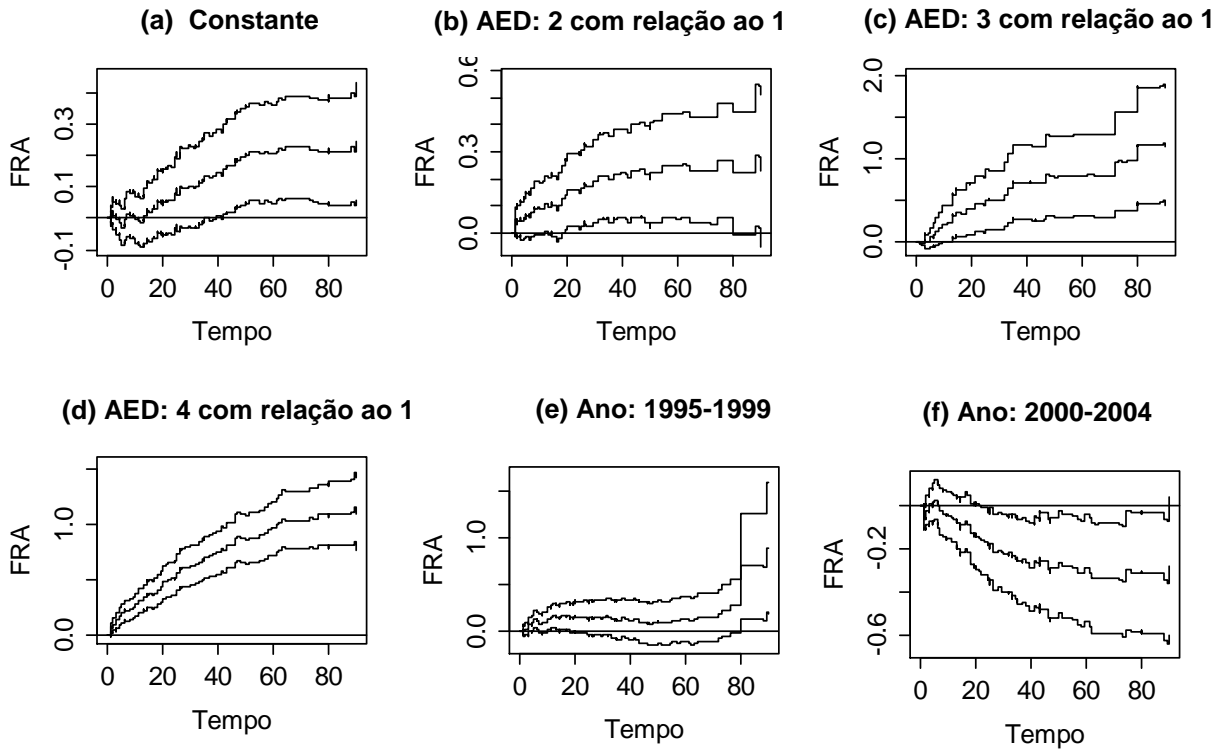 (a) Constante
(b) AED: 2 com relação ao 1
(c) AED: 3 com relação ao 1
FRA
-0.1 0.1 0.3
0 20 40 60 80
Tempo
FRA
0.0 0.3 0.6
0 20 40 60 80
Tempo
FRA
0.0 1.0 2.0
0 20 40 60 80
Tempo
(d) AED: 4 com relação ao 1
(e) Ano: 1995-1999
(f) Ano: 2000-2004
FRA
0.0 1.0
0 20 40 60 80
Tempo
FRA
0.0 1.0
0 20 40 60 80
Tempo
FRA
-0.6 -0.2
0 20 40 60 80
Tempo